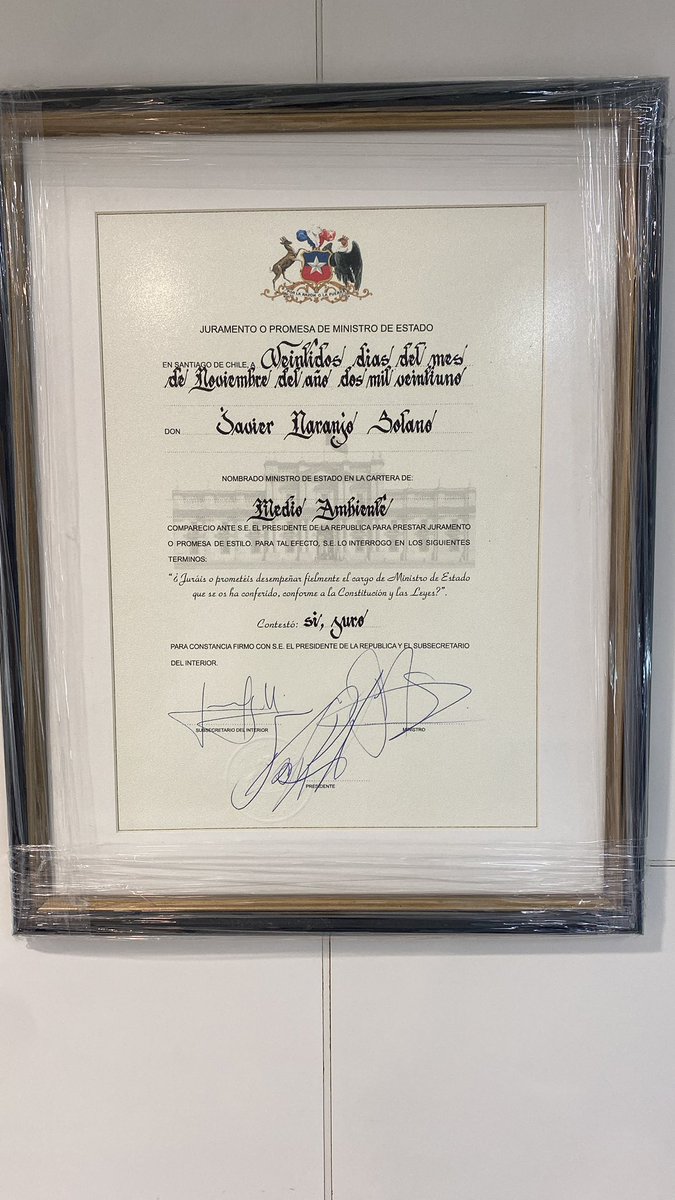 POR LA RAZON O LA FUERZA
JURAMENTO O PROMESA DE MINISTRO DE ESTADO
EN SANTIAGO DE CHILE, A Veintidos dias del mes
de Noviembre del año dos mil veintiuno
DON Javier Naranjo Solano
NOMBRADO MINISTRO DE ESTADO EN LA CARTERA DE:
Medio Ambiente
COMPARECIO ANTE S.E. EL PRESIDENTE DE LA REPUBLICA PARA PRESTAR JURAMENTO
O PROMESA DE ESTILO. PARA TAL EFECTO, S.E. LO INTERROGO EN LOS SIGUIENTES
TERMINOS:
"¿Juráis o prometéis desempeñar fielmente el cargo de Ministro de Estado
que se os ha conferido, conforme a la Constitución y las Leyes?".
Contestó: si, juro
PARA CONSTANCIA FIRMO CON S.E. EL PRESIDENTE DE LA REPUBLICA Y EL SUBSECRETARIO
DEL INTERIOR.
SUBSECRETARIO DEL INTERIOR
MINISTRO
PRESIDENTE